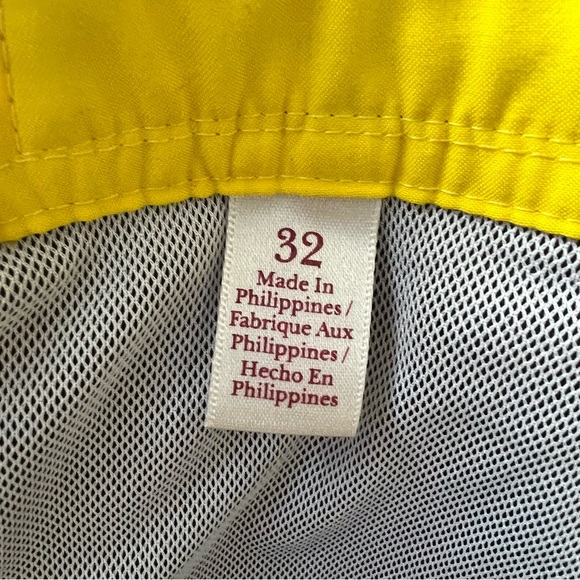 32
Made In
Philippines /
Fabrique Aux
Philippines /
Hecho En
Philippines